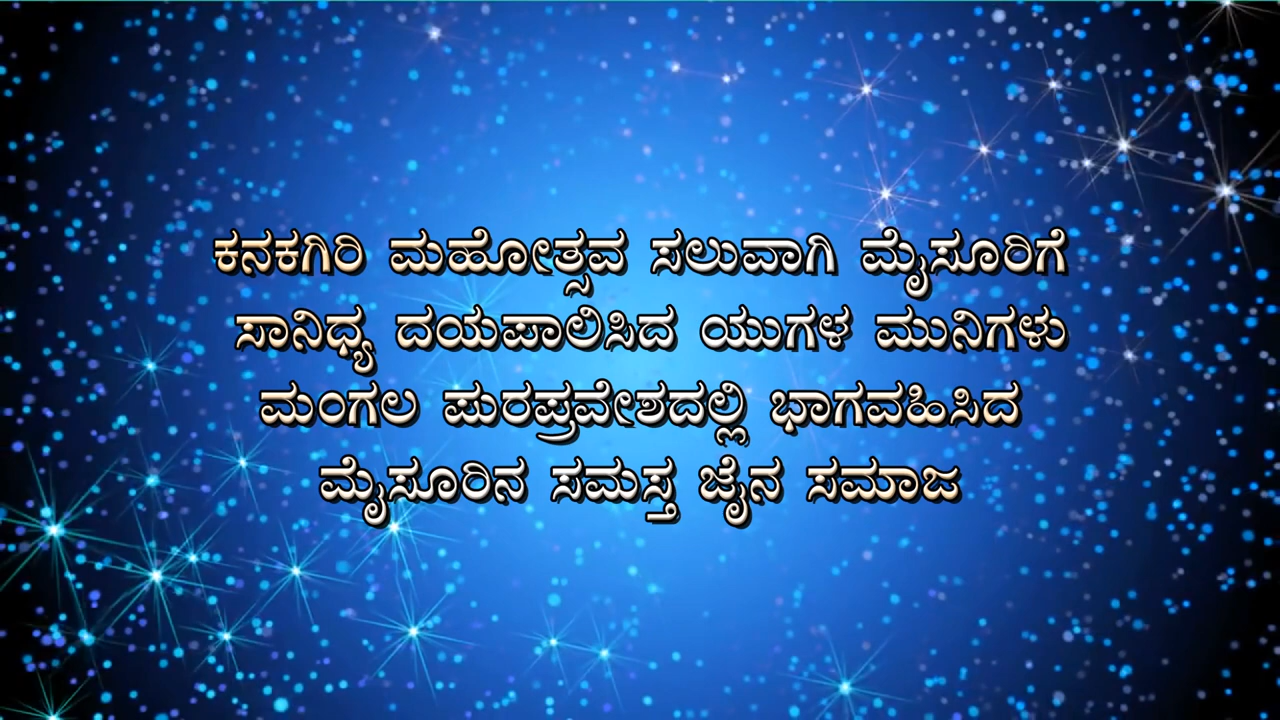 ಕನಕಗಿರಿ ಮಹೋತ್ಸವ ಸಲುವಾಗಿ ಮೈಸೂರಿಗೆ
ಸಾನಿಧ್ಯ ದಯಪಾಲಿಸಿದ ಯುಗಳ ಮುನಿಗಳು
ಮಂಗಲ ಪುರಪ್ರವೇಶದಲ್ಲಿ ಭಾಗವಹಿಸಿದ
ಮೈಸೂರಿನ ಸಮಸ್ತ ಜೈನ ಸಮಾಜ